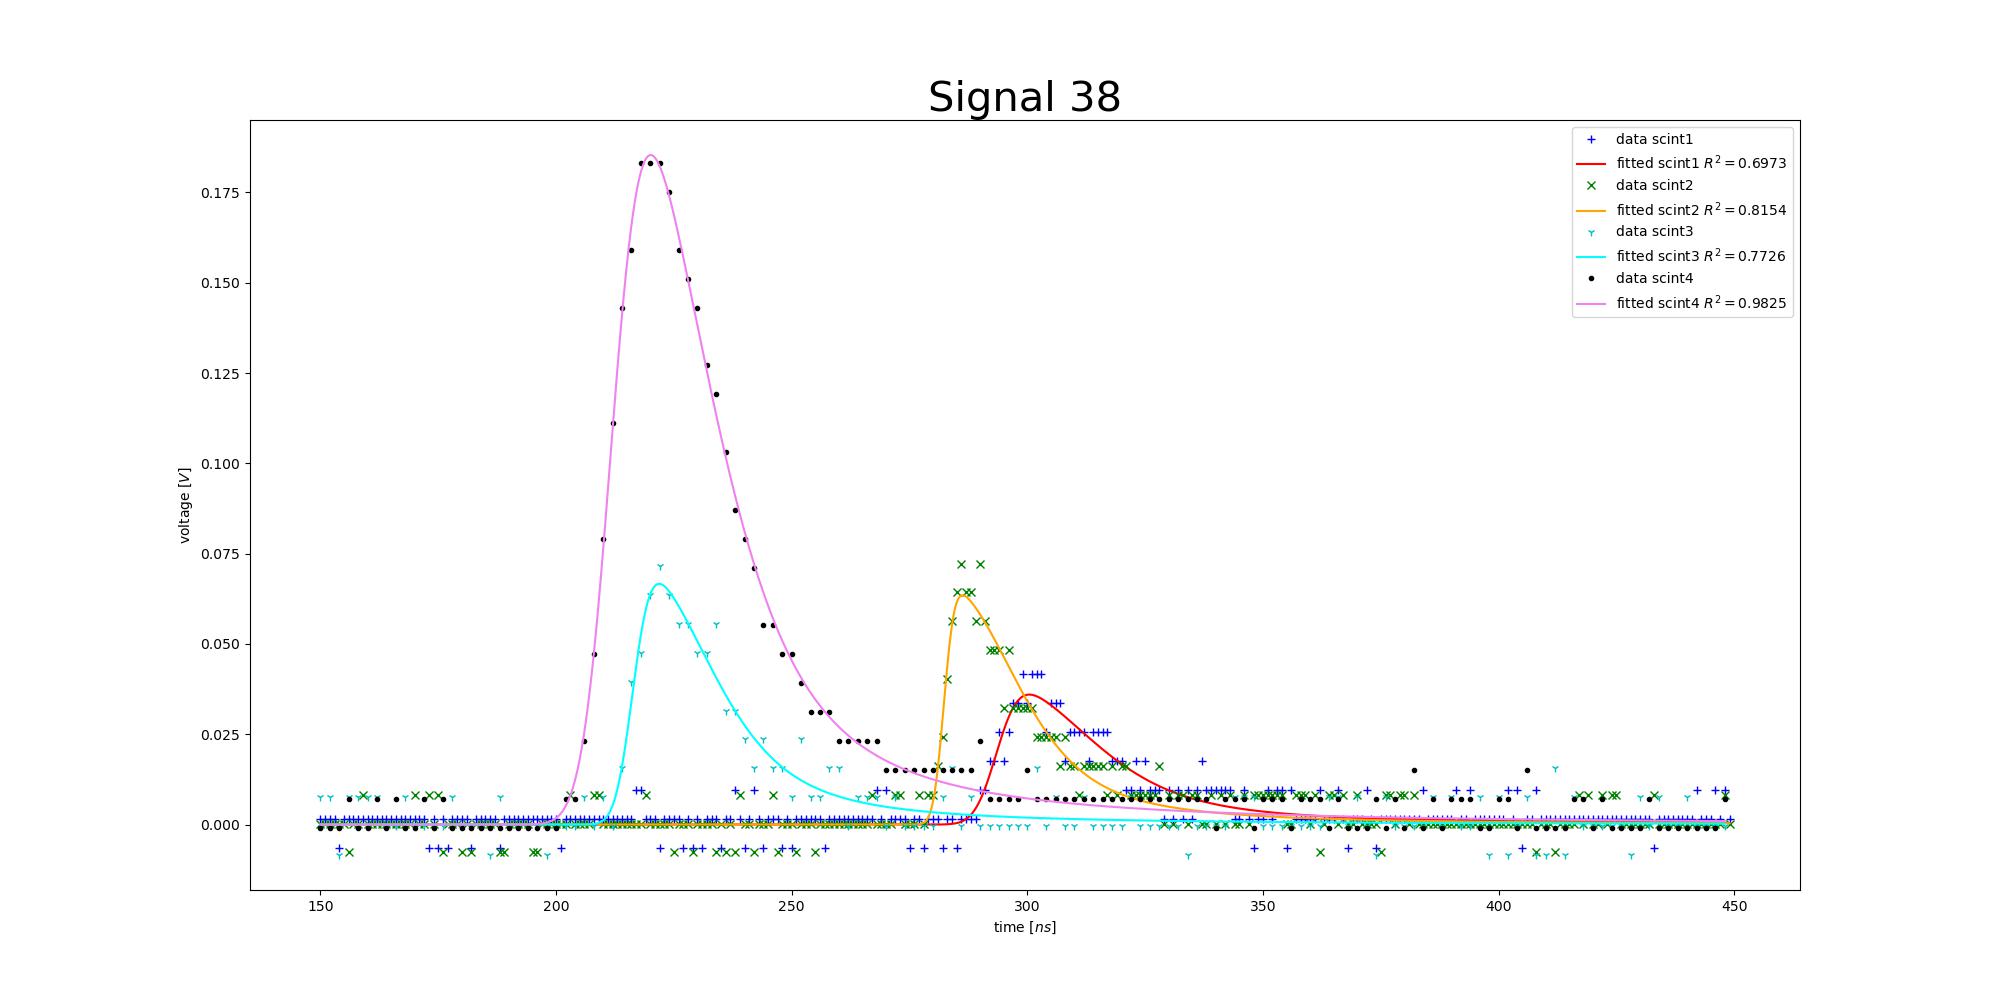 Signal 38
data scint1
fitted scint1 R² = 0.6973
data scint2
fitted scint2 R² = 0.8154
data scint3
fitted scint3 R² = 0.7726
data scint4
fitted scint4 R² = 0.9825
voltage [V]
0.175
0.150
0.125
0.100
0.075
0.050
0.025
0.000
150 200 250 300 350 400 450
time [ns]